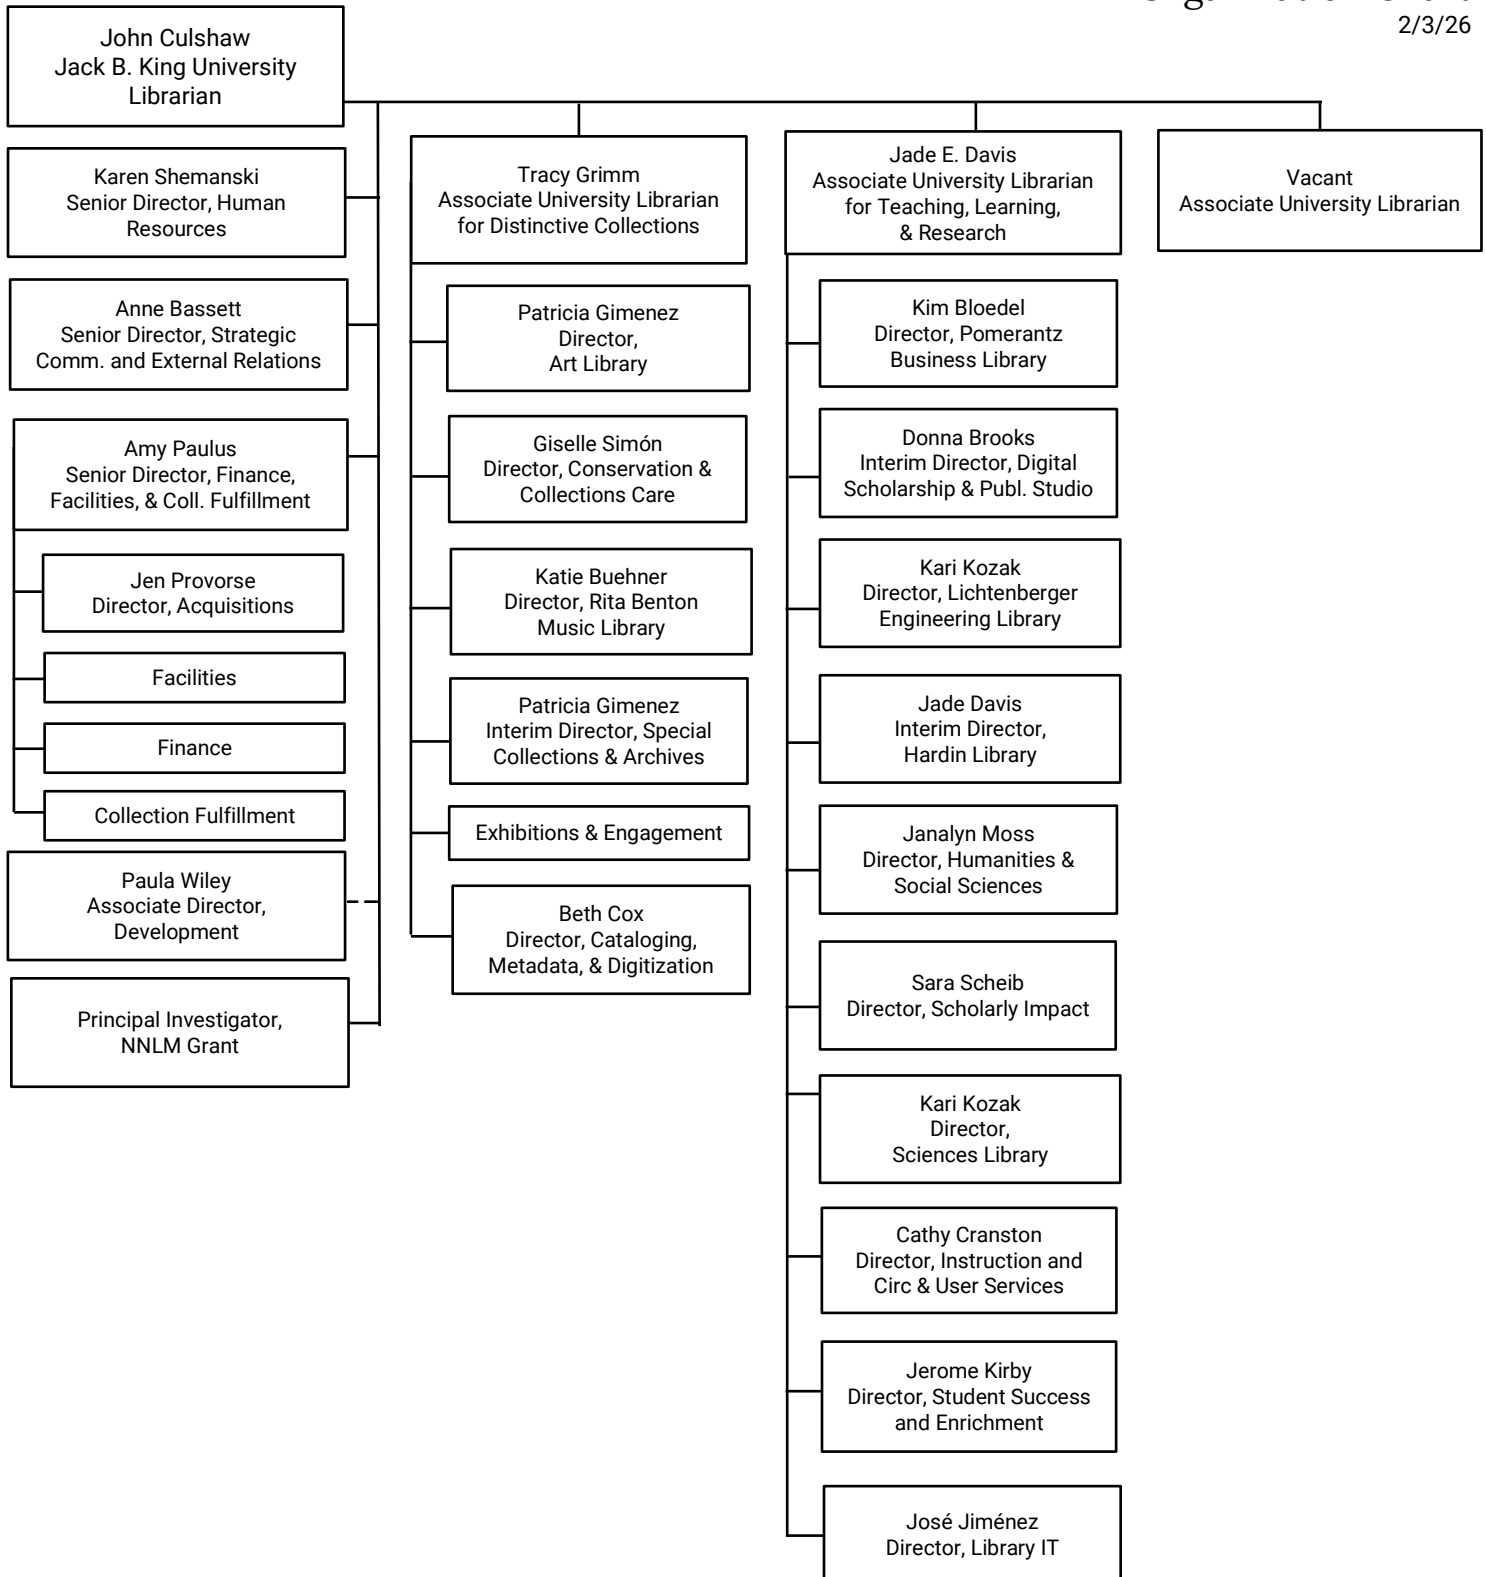 2/3/26
John Culshaw
Jack B. King University
Librarian
Karen Shemanski
Senior Director, Human
Resources
Anne Bassett
Senior Director, Strategic
Comm. and External Relations
Amy Paulus
Senior Director, Finance,
Facilities, & Coll. Fulfillment
Jen Provorse
Director, Acquisitions
Facilities
Finance
Collection Fulfillment
Paula Wiley
Associate Director,
Development
Principal Investigator,
NNLM Grant
Tracy Grimm
Associate University Librarian
for Distinctive Collections
Patricia Gimenez
Director,
Art Library
Giselle Simón
Director, Conservation &
Collections Care
Katie Buehner
Director, Rita Benton
Music Library
Patricia Gimenez
Interim Director, Special
Collections & Archives
Exhibitions & Engagement
Beth Cox
Director, Cataloging,
Metadata, & Digitization
Jade E. Davis
Associate University Librarian
for Teaching, Learning,
& Research
Kim Bloedel
Director, Pomerantz
Business Library
Donna Brooks
Interim Director, Digital
Scholarship & Publ. Studio
Kari Kozak
Director, Lichtenberger
Engineering Library
Jade Davis
Interim Director,
Hardin Library
Janalyn Moss
Director, Humanities &
Social Sciences
Sara Scheib
Director, Scholarly Impact
Kari Kozak
Director,
Sciences Library
Cathy Cranston
Director, Instruction and
Circ & User Services
Jerome Kirby
Director, Student Success
and Enrichment
José Jiménez
Director, Library IT
Vacant
Associate University Librarian